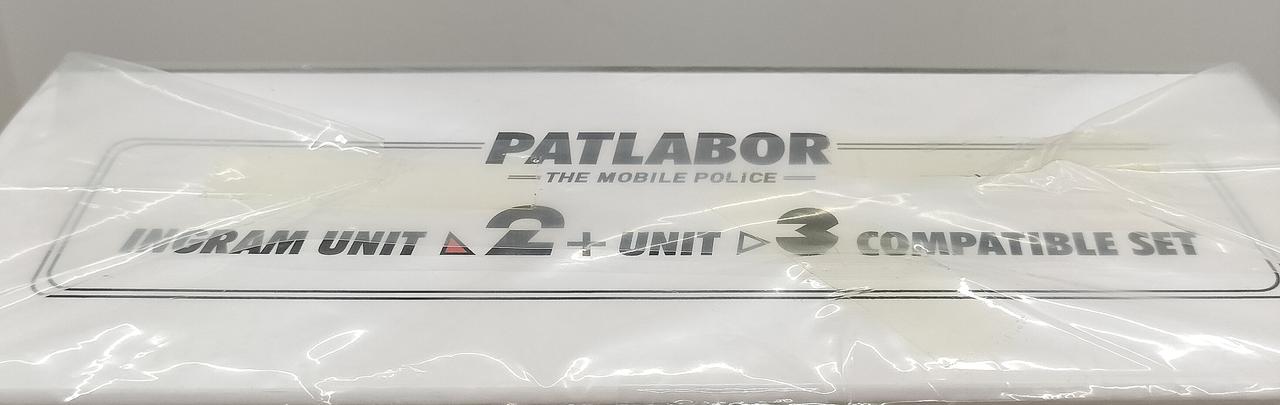 PATLABOR
THE MOBILE POLICE
INGRAM UNIT 2 + UNIT 3 COMPATIBLE SET